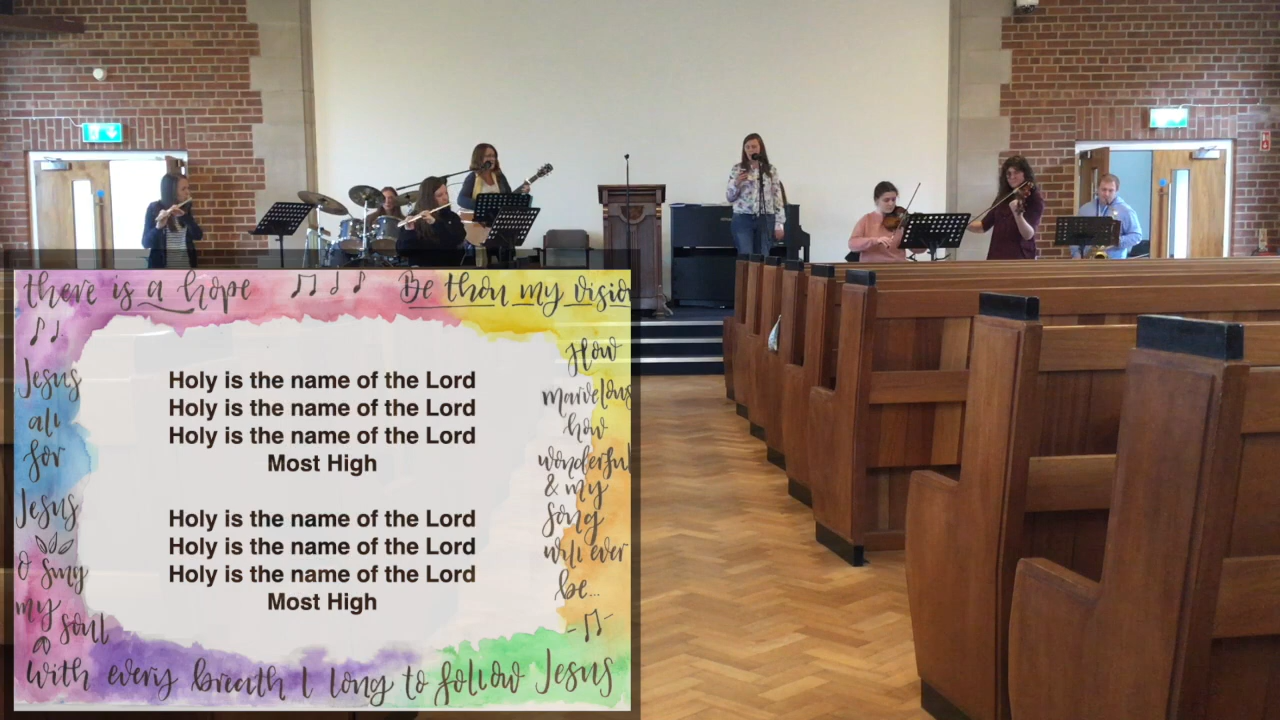 there is a hope
Be thou my visio
Jesus
all
for
Jesus
O sing
my
soul
Holy is the name of the Lord
Holy is the name of the Lord
Holy is the name of the Lord
Most High
Holy is the name of the Lord
Holy is the name of the Lord
Holy is the name of the Lord
Most High
How
marvelous
how
wonderful
& my
song
will ever
be...
with every breath I long to follow Jesus